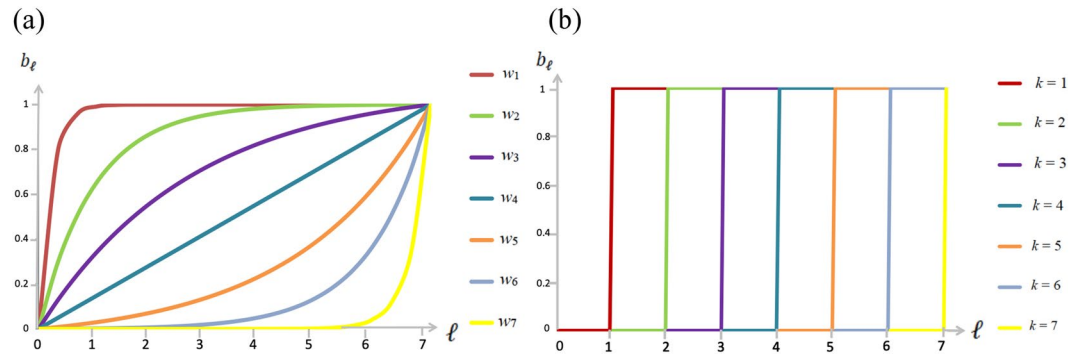 (a)
bℓ
1
0.8
0.6
0.4
0.2
0
0 1 2 3 4 5 6 7 ℓ
w1
w2
w3
w4
w5
w6
w7
(b)
bℓ
1
0.8
0.6
0.4
0.2
0
0 1 2 3 4 5 6 7 ℓ
k = 1
k = 2
k = 3
k = 4
k = 5
k = 6
k = 7